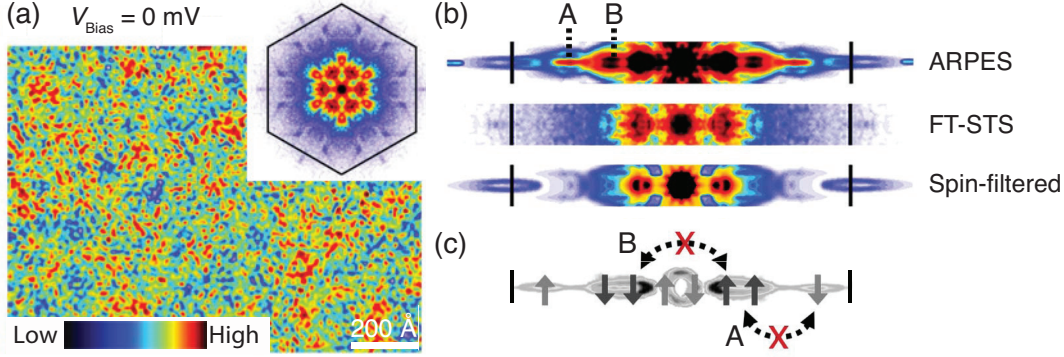 (a)
V_Bias = 0 mV
Low
High
200 Å
(b)
A
B
ARPES
FT-STS
Spin-filtered
(c)
B
X
A
X